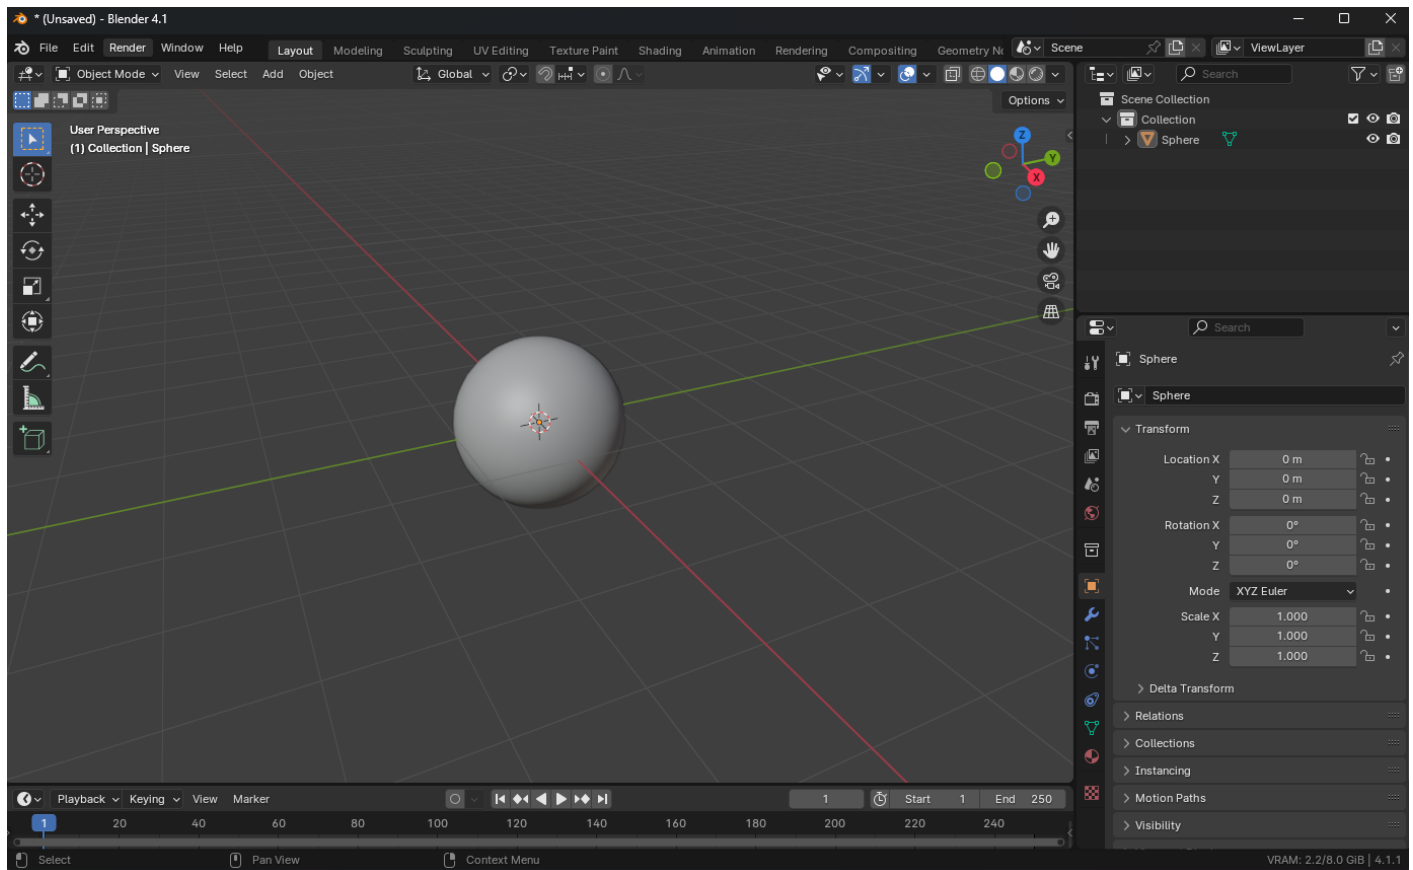 * (Unsaved) - Blender 4.1
File Edit Render Window Help Layout Modeling Sculpting UV Editing Texture Paint Shading Animation Rendering Compositing Geometry No Scene ViewLayer
Object Mode View Select Add Object Global Search
Options
User Perspective
(1) Collection | Sphere
Z
Y
X
Scene Collection
Collection
Sphere
Search
Sphere
Sphere
Transform
Location X 0 m
Y 0 m
Z 0 m
Rotation X 0°
Y 0°
Z 0°
Mode XYZ Euler
Scale X 1.000
Y 1.000
Z 1.000
Delta Transform
Relations
Collections
Instancing
Motion Paths
Visibility
Playback Keying View Marker 1 Start 1 End 250
1 20 40 60 80 100 120 140 160 180 200 220 240
Select Pan View Context Menu VRAM: 2.2/8.0 GiB | 4.1.1